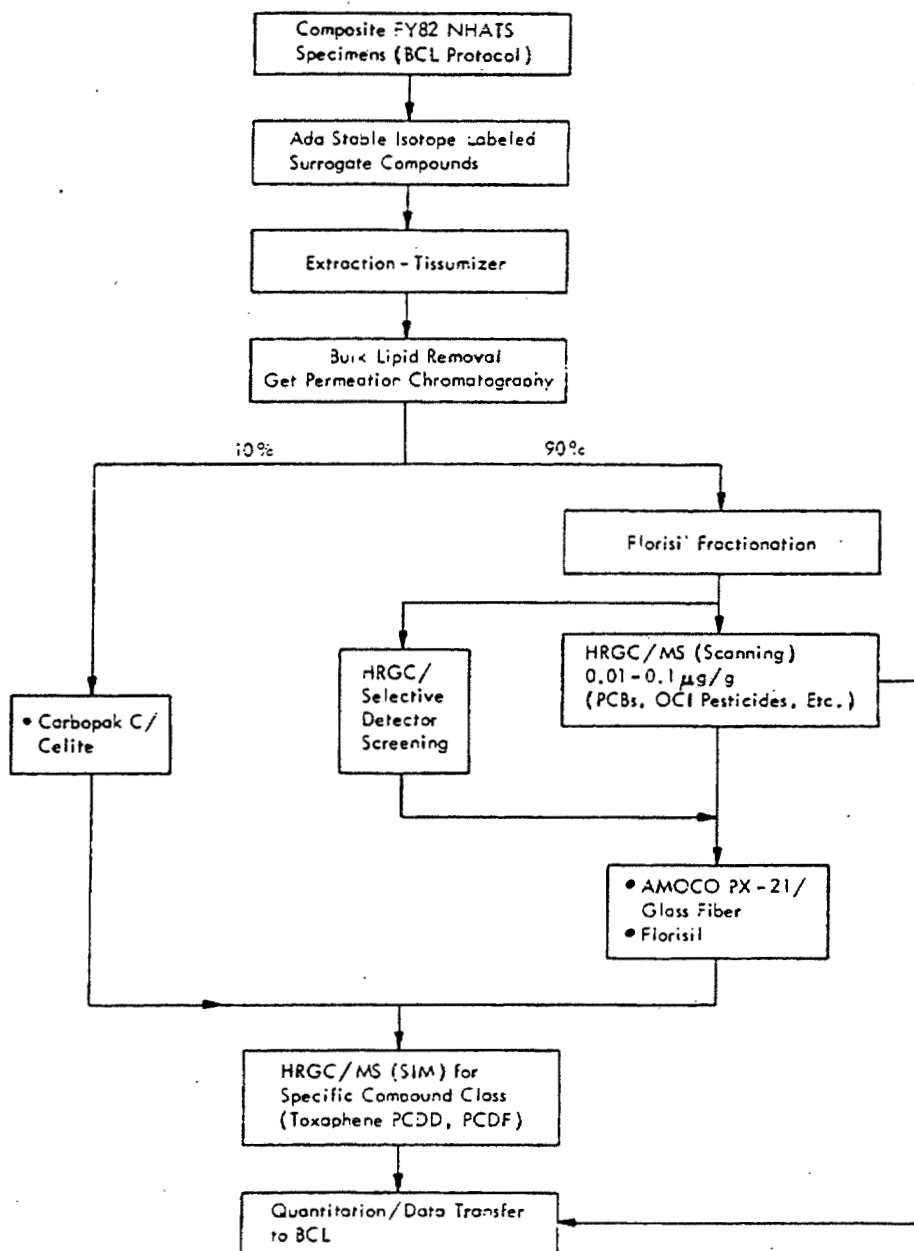 Composite FY82 NHATS
Specimens (BCL Protocol)
Add Stable Isotope Labeled
Surrogate Compounds
Extraction - Tissumizer
Bulk Lipid Removal
Get Permeation Chromatography
10%
90%
Florisil Fractionation
HRGC/
Selective
Detector
Screening
HRGC/MS (Scanning)
0.01-0.1 µg/g
(PCBs, OCl Pesticides, Etc.)
• Carbopak C/
Celite
• AMOCO PX-21/
Glass Fiber
• Florisil
HRGC/MS (SIM) for
Specific Compound Class
(Toxaphene PCDD, PCDF)
Quantitation/Data Transfer
to BCL